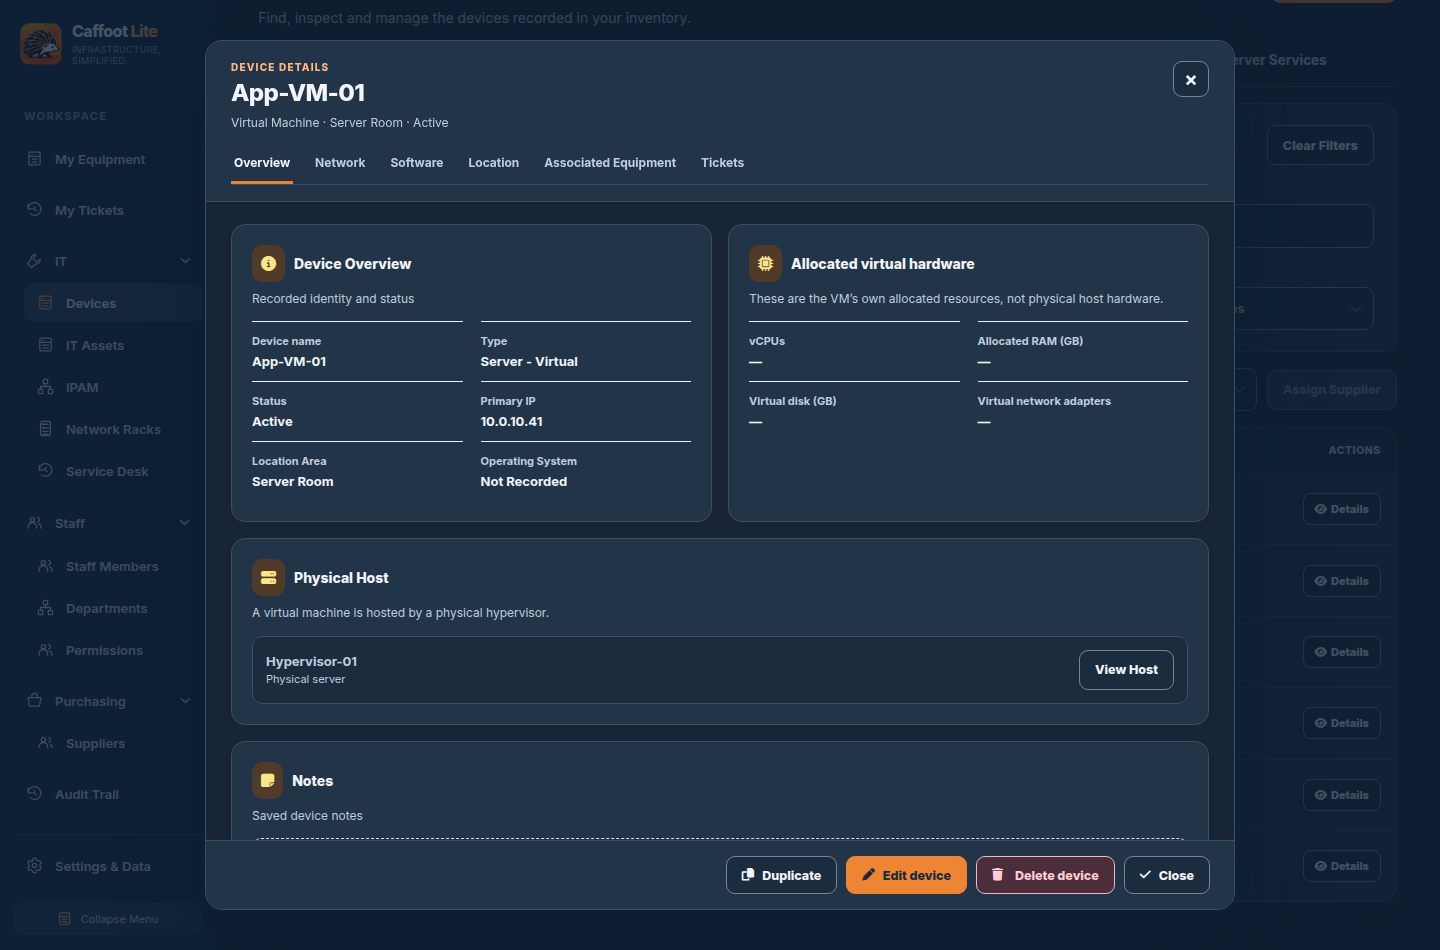 Caffoot Lite
INFRASTRUCTURE,
SIMPLIFIED.
WORKSPACE
My Equipment
My Tickets
IT
Devices
IT Assets
IPAM
Network Racks
Service Desk
Staff
Staff Members
Departments
Permissions
Purchasing
Suppliers
Audit Trail
Settings & Data
Collapse Menu
Find, inspect and manage the devices recorded in your inventory.
DEVICE DETAILS
App-VM-01
Virtual Machine · Server Room · Active
Overview Network Software Location Associated Equipment Tickets
Device Overview
Recorded identity and status
Device name Type
App-VM-01 Server - Virtual
Status Primary IP
Active 10.0.10.41
Location Area Operating System
Server Room Not Recorded
Allocated virtual hardware
These are the VM's own allocated resources, not physical host hardware.
vCPUs Allocated RAM (GB)
— —
Virtual disk (GB) Virtual network adapters
— —
Physical Host
A virtual machine is hosted by a physical hypervisor.
Hypervisor-01
Physical server
View Host
Notes
Saved device notes
Duplicate Edit device Delete device Close
Services
Clear Filters
Assign Supplier
ACTIONS
Details
Details
Details
Details
Details
Details